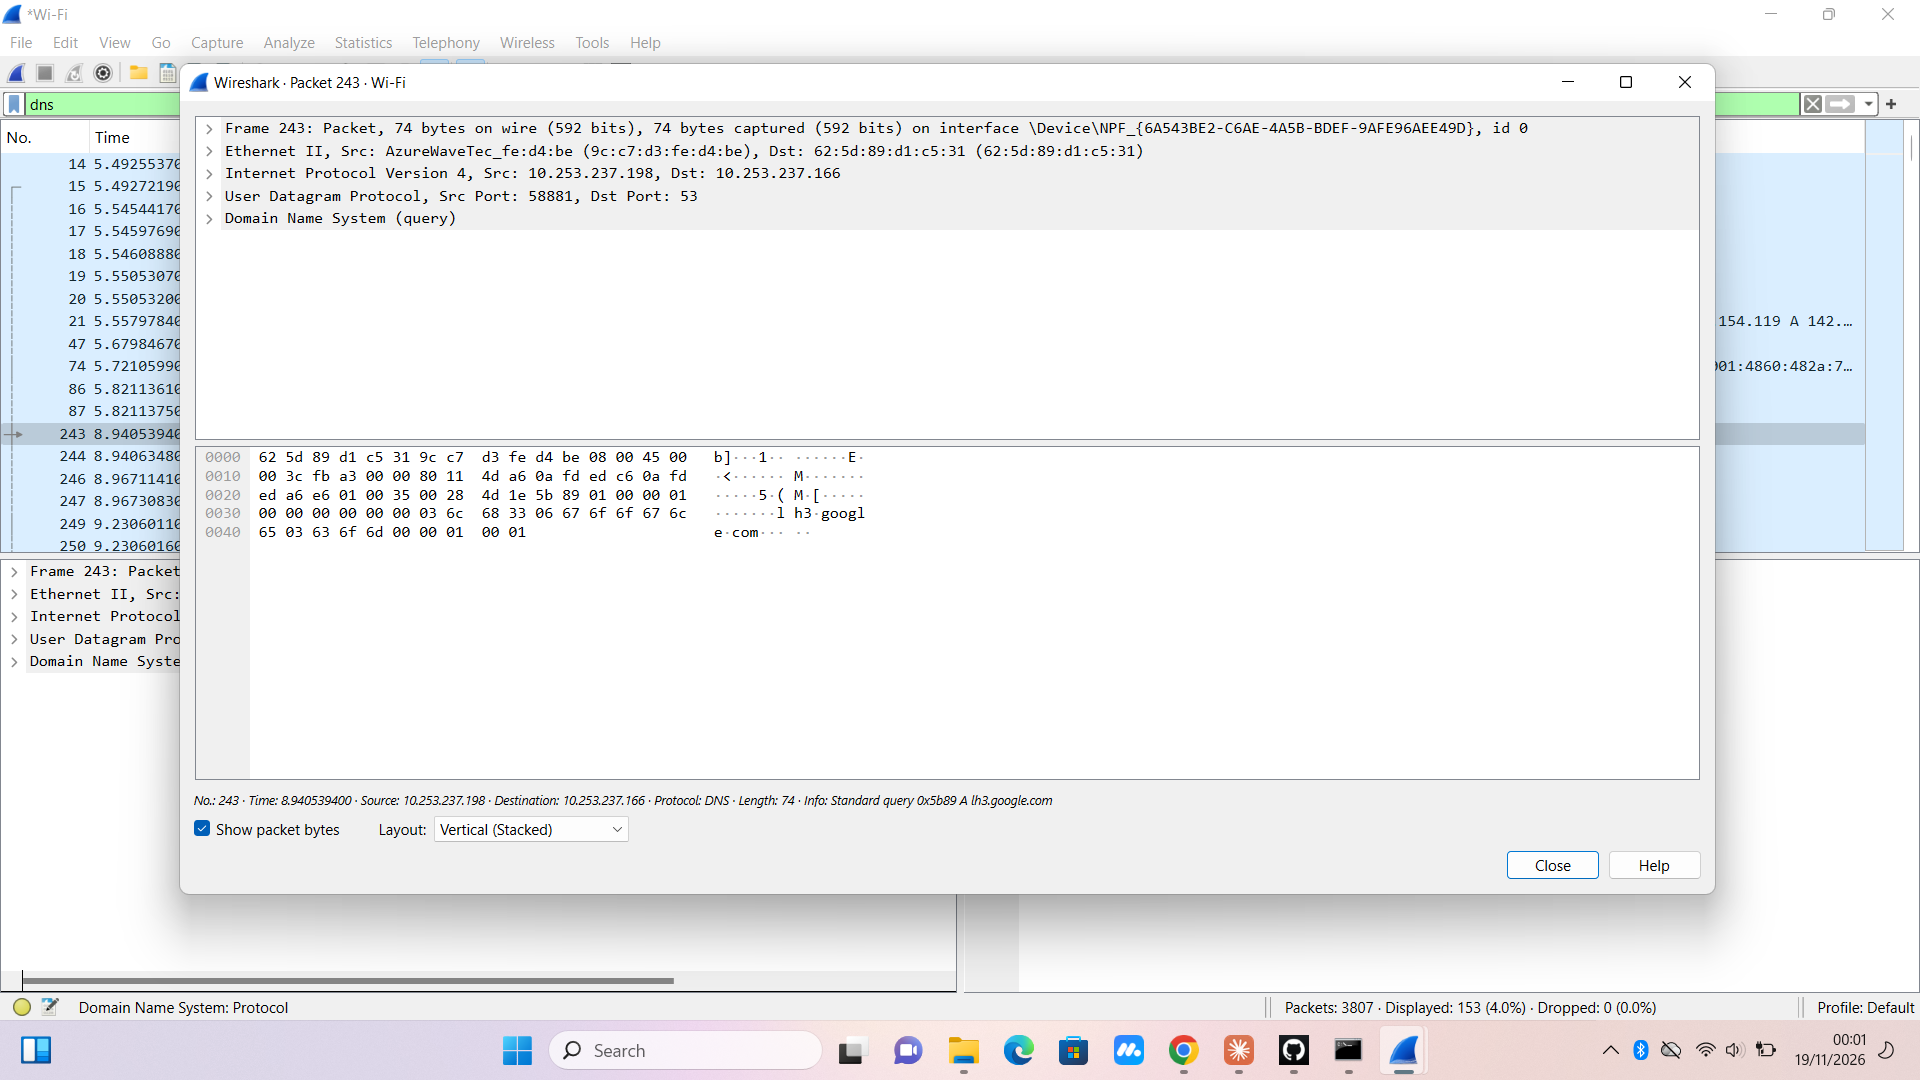 *Wi-Fi
File Edit View Go Capture Analyze Statistics Telephony Wireless Tools Help
Wireshark · Packet 243 · Wi-Fi
dns
No. Time
14 5.49255370
15 5.49272190
16 5.54544170
17 5.54597690
18 5.54608880
19 5.55053070
20 5.55053200
21 5.55797840
154.119 A 142.…
47 5.67984670
74 5.72105990
001:4860:482a:7…
86 5.82113610
87 5.82113750
243 8.94053940
244 8.94063480
246 8.96711410
247 8.96730830
249 9.23060110
250 9.23060160
Frame 243: Packet, 74 bytes on wire (592 bits), 74 bytes captured (592 bits) on interface \Device\NPF_{6A543BE2-C6AE-4A5B-BDEF-9AFE96AEE49D}, id 0
Ethernet II, Src: AzureWaveTec_fe:d4:be (9c:c7:d3:fe:d4:be), Dst: 62:5d:89:d1:c5:31 (62:5d:89:d1:c5:31)
Internet Protocol Version 4, Src: 10.253.237.198, Dst: 10.253.237.166
User Datagram Protocol, Src Port: 58881, Dst Port: 53
Domain Name System (query)
0000 62 5d 89 d1 c5 31 9c c7 d3 fe d4 be 08 00 45 00 b]···1·· ······E·
0010 00 3c fb a3 00 00 80 11 4d a6 0a fd ed c6 0a fd ·<······ M·······
0020 ed a6 e6 01 00 35 00 28 4d 1e 5b 89 01 00 00 01 ·····5·( M·[·····
0030 00 00 00 00 00 00 03 6c 68 33 06 67 6f 6f 67 6c ·······l h3·googl
0040 65 03 63 6f 6d 00 00 01 00 01 e·com··· ··
No.: 243 · Time: 8.940539400 · Source: 10.253.237.198 · Destination: 10.253.237.166 · Protocol: DNS · Length: 74 · Info: Standard query 0x5b89 A lh3.google.com
Show packet bytes Layout: Vertical (Stacked)
Close Help
Frame 243: Packet
Ethernet II, Src:
Internet Protocol
User Datagram Pro
Domain Name Syste
Domain Name System: Protocol
Packets: 3807 · Displayed: 153 (4.0%) · Dropped: 0 (0.0%)
Profile: Default
Search
00:01
19/11/2026